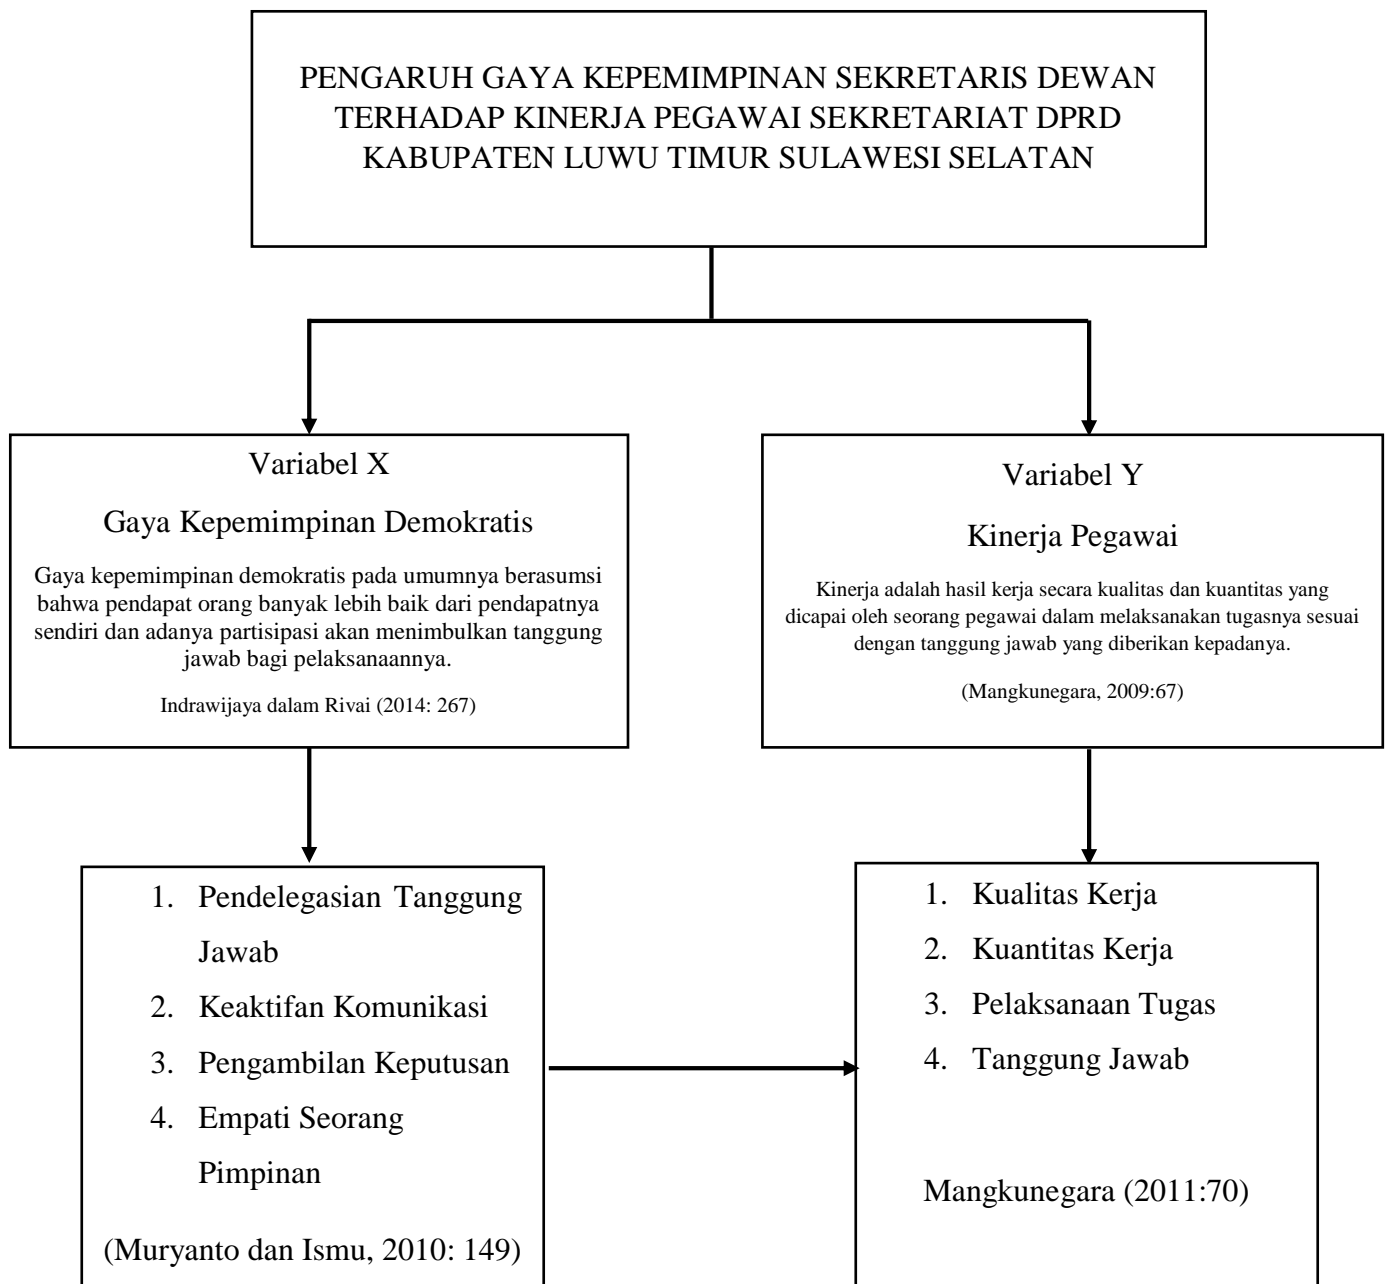 PENGARUH GAYA KEPEMIMPINAN SEKRETARIS DEWAN
TERHADAP KINERJA PEGAWAI SEKRETARIAT DPRD
KABUPATEN LUWU TIMUR SULAWESI SELATAN
Variabel X
Gaya Kepemimpinan Demokratis
Gaya kepemimpinan demokratis pada umumnya berasumsi
bahwa pendapat orang banyak lebih baik dari pendapatnya
sendiri dan adanya partisipasi akan menimbulkan tanggung
jawab bagi pelaksanaannya.
Indrawijaya dalam Rivai (2014: 267)
Variabel Y
Kinerja Pegawai
Kinerja adalah hasil kerja secara kualitas dan kuantitas yang
dicapai oleh seorang pegawai dalam melaksanakan tugasnya sesuai
dengan tanggung jawab yang diberikan kepadanya.
(Mangkunegara, 2009:67)
1. Pendelegasian Tanggung
Jawab
2. Keaktifan Komunikasi
3. Pengambilan Keputusan
4. Empati Seorang
Pimpinan
(Muryanto dan Ismu, 2010: 149)
1. Kualitas Kerja
2. Kuantitas Kerja
3. Pelaksanaan Tugas
4. Tanggung Jawab
Mangkunegara (2011:70)